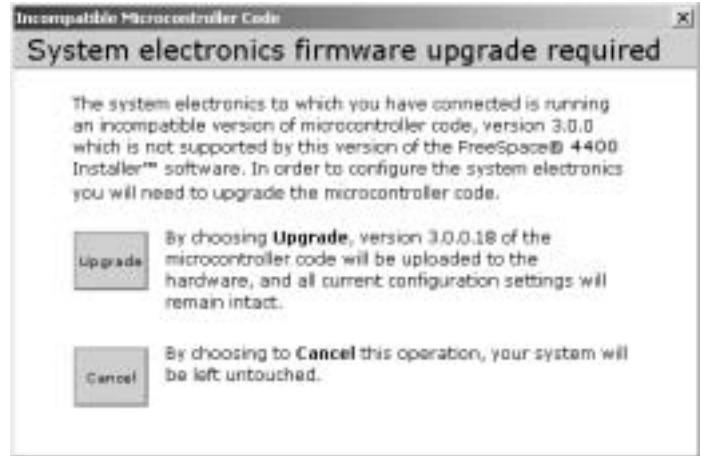 Incompatible Microcontroller Code
System electronics firmware upgrade required
The system electronics to which you have connected is running
an incompatible version of microcontroller code, version 3.0.0
which is not supported by this version of the FreeSpace® 4400
Installer™ software. In order to configure the system electronics
you will need to upgrade the microcontroller code.
Upgrade
By choosing Upgrade, version 3.0.0.18 of the
microcontroller code will be uploaded to the
hardware, and all current configuration settings will
remain intact.
Cancel
By choosing to Cancel this operation, your system will
be left untouched.